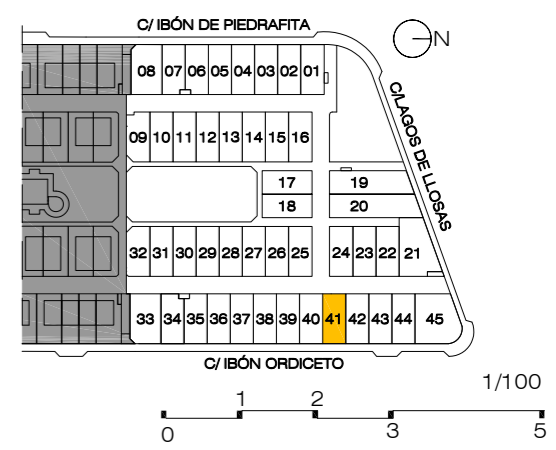 C/ IBÓN DE PIEDRAFITA
N
C/LAGOS DE LLOSAS
08 07 06 05 04 03 02 01
09 10 11 12 13 14 15 16
17 19
18 20
32 31 30 29 28 27 26 25 24 23 22 21
33 34 35 36 37 38 39 40 41 42 43 44 45
C/ IBÓN ORDICETO
1/100
1 2
0 3 5